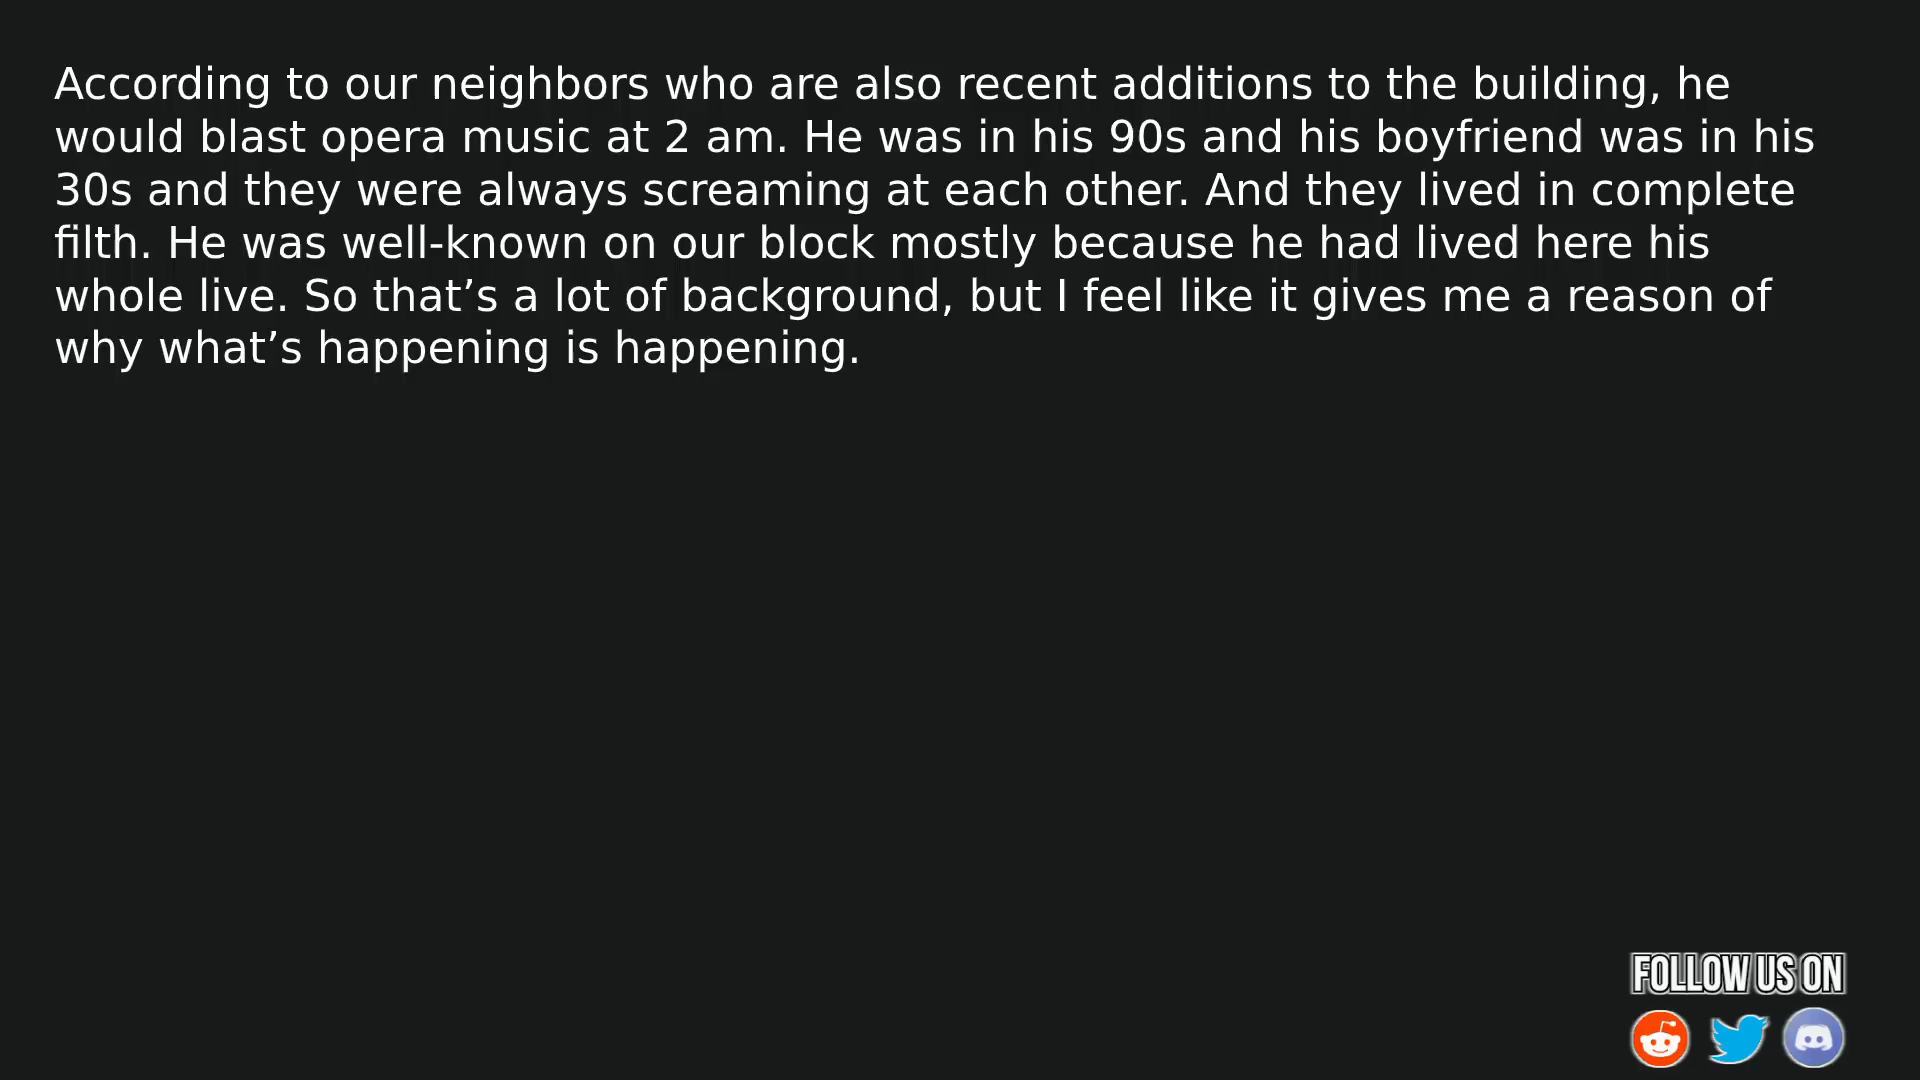 According to our neighbors who are also recent additions to the building, he
would blast opera music at 2 am. He was in his 90s and his boyfriend was in his
30s and they were always screaming at each other. And they lived in complete
filth. He was well-known on our block mostly because he had lived here his
whole live. So that’s a lot of background, but I feel like it gives me a reason of
why what’s happening is happening.
FOLLOW US ON